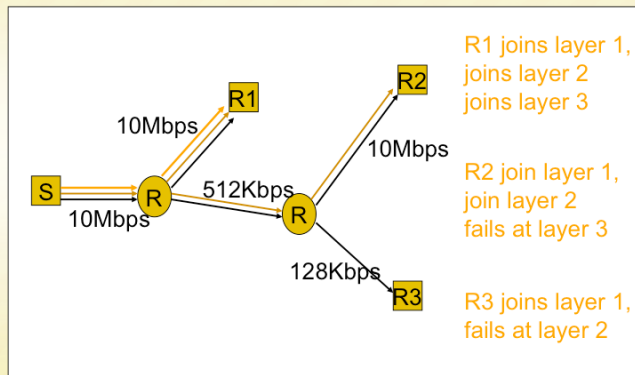 R1 joins layer 1,
joins layer 2
joins layer 3
R1
R2
10Mbps
10Mbps
S
R
512Kbps
R
10Mbps
R2 join layer 1,
join layer 2
fails at layer 3
128Kbps
R3
R3 joins layer 1,
fails at layer 2